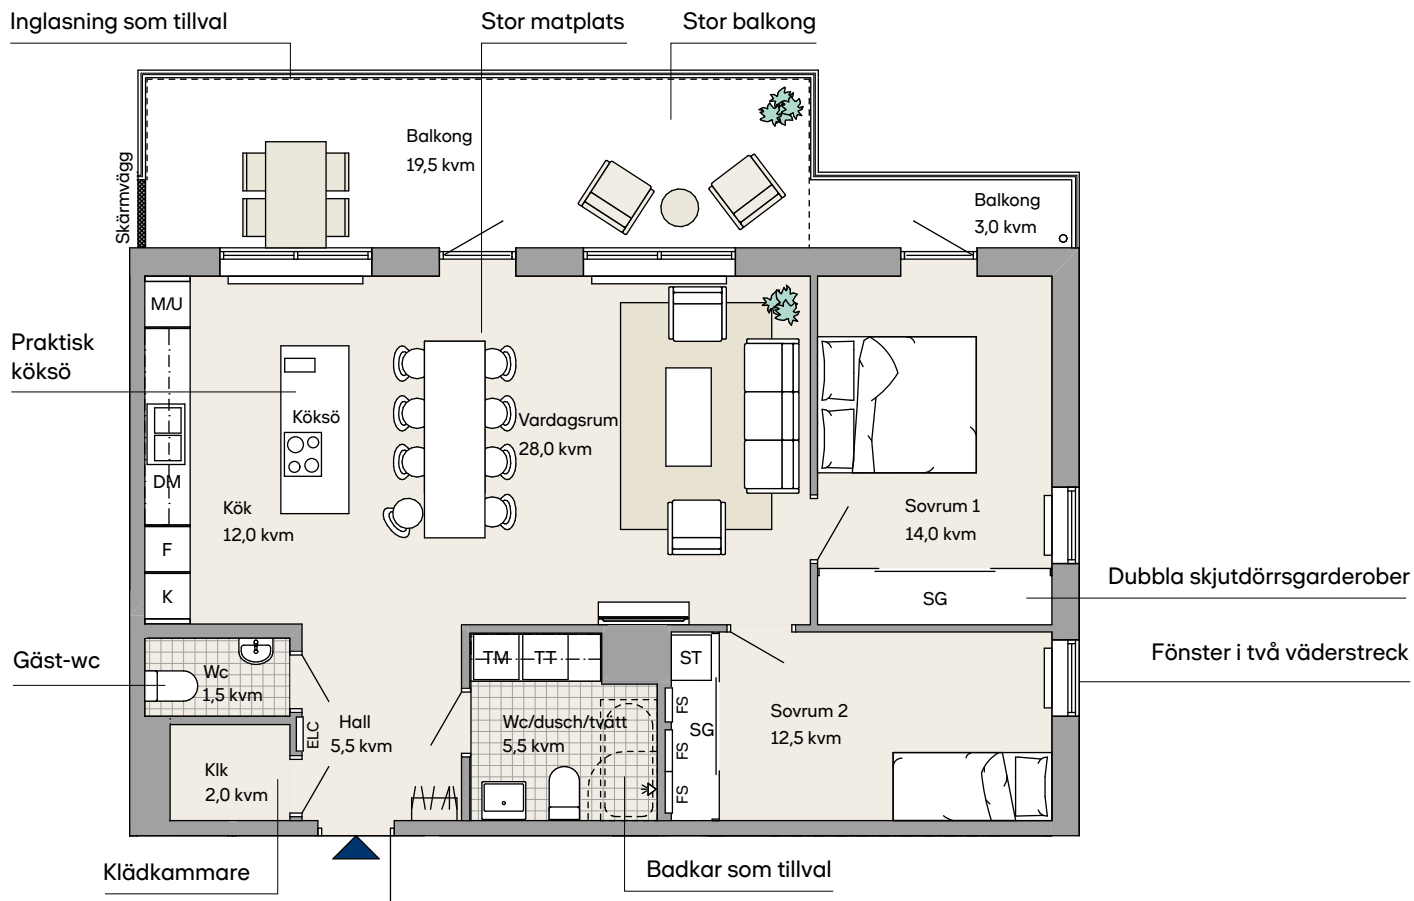 Inglasning som tillval
Stor matplats
Stor balkong
Balkong
19,5 kvm
Skärmvägg
Balkong
3,0 kvm
M/U
Praktisk
köksö
Köksö
Vardagsrum
28,0 kvm
DM
Kök
12,0 kvm
Sovrum 1
14,0 kvm
F
K
SG
Dubbla skjutdörrsgarderober
Gäst-wc
Wc
1,5 kvm
TM
TT
ST
Fönster i två väderstreck
ELC
Hall
5,5 kvm
Wc/dusch/tvätt
5,5 kvm
FS
FS
FS
SG
Sovrum 2
12,5 kvm
Klk
2,0 kvm
Klädkammare
Badkar som tillval